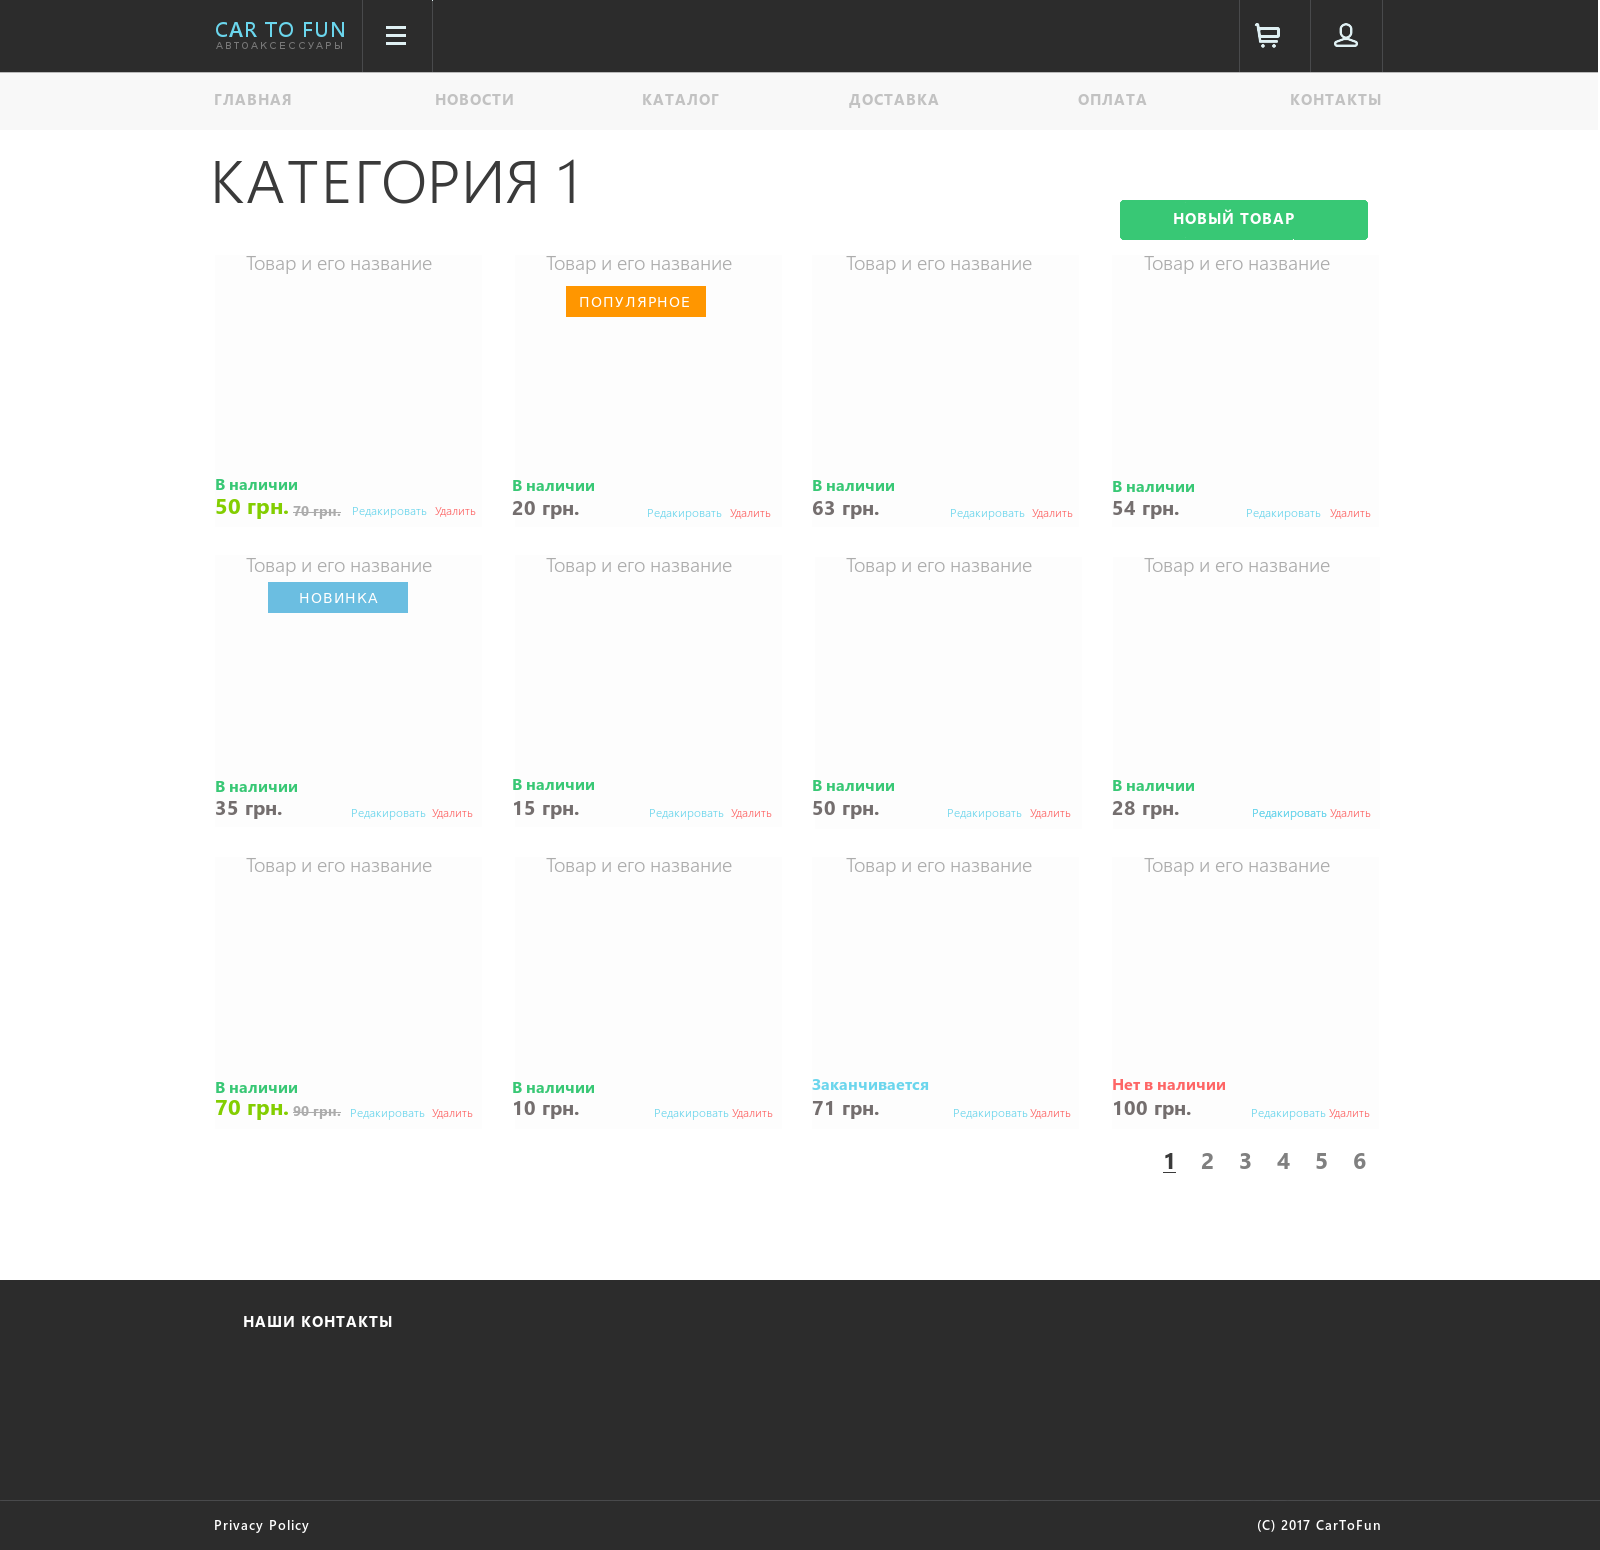 CAR TO FUN
АВТОАКСЕССУАРЫ
ГЛАВНАЯ НОВОСТИ КАТАЛОГ ДОСТАВКА ОПЛАТА КОНТАКТЫ
КАТЕГОРИЯ 1
НОВЫЙ ТОВАР
Товар и его название Товар и его название Товар и его название Товар и его название
ПОПУЛЯРНОЕ
В наличии В наличии В наличии В наличии
50 грн. 70 грн. Редакировать Удалить 20 грн. Редакировать Удалить 63 грн. Редакировать Удалить 54 грн. Редакировать Удалить
Товар и его название Товар и его название Товар и его название Товар и его название
НОВИНКА
В наличии В наличии В наличии В наличии
35 грн. Редакировать Удалить 15 грн. Редакировать Удалить 50 грн. Редакировать Удалить 28 грн. Редакировать Удалить
Товар и его название Товар и его название Товар и его название Товар и его название
В наличии В наличии Заканчивается Нет в наличии
70 грн. 90 грн. Редакировать Удалить 10 грн. Редакировать Удалить 71 грн. Редакировать Удалить 100 грн. Редакировать Удалить
1 2 3 4 5 6
НАШИ КОНТАКТЫ
Privacy Policy (C) 2017 CarToFun